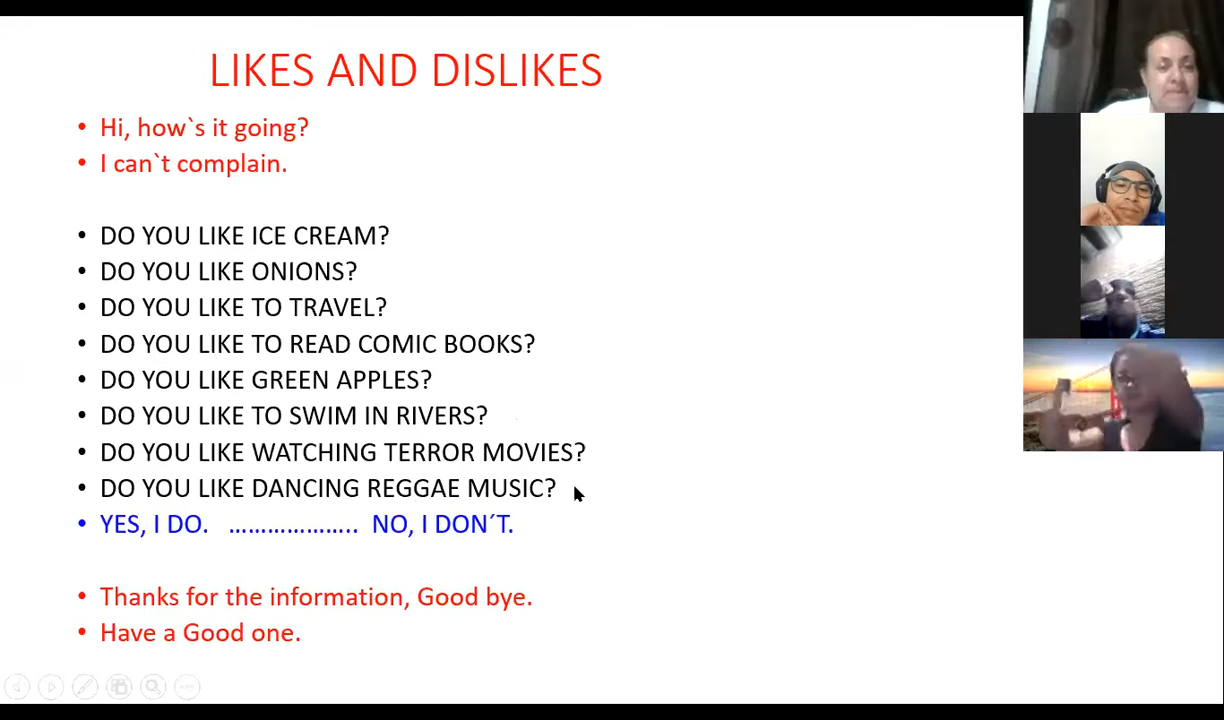 LIKES AND DISLIKES
• Hi, how`s it going?
• I can`t complain.
• DO YOU LIKE ICE CREAM?
• DO YOU LIKE ONIONS?
• DO YOU LIKE TO TRAVEL?
• DO YOU LIKE TO READ COMIC BOOKS?
• DO YOU LIKE GREEN APPLES?
• DO YOU LIKE TO SWIM IN RIVERS?
• DO YOU LIKE WATCHING TERROR MOVIES?
• DO YOU LIKE DANCING REGGAE MUSIC?
• YES, I DO. ……………….. NO, I DON´T.
• Thanks for the information, Good bye.
• Have a Good one.